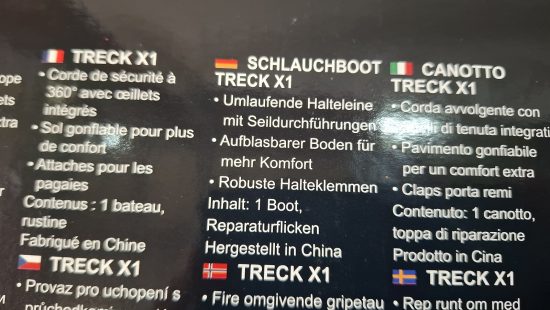 ope
ets
xtra
TRECK X1
• Corde de sécurité à
360° avec œillets
intégrés
• Sol gonflable pour plus
de confort
• Attaches pour les
pagaies
Contenus : 1 bateau,
rustine
Fabriqué en Chine
SCHLAUCHBOOT
TRECK X1
• Umlaufende Halteleine
mit Seildurchführungen
• Aufblasbarer Boden für
mehr Komfort
• Robuste Halteklemmen
Inhalt: 1 Boot,
Reparaturflicken
Hergestellt in China
CANOTTO
TRECK X1
• Corda avvolgente con
di tenuta integrati
• Pavimento gonfiabile
per un comfort extra
• Claps porta remi
Contenuto: 1 canotto,
toppa di riparazione
Prodotto in Cina
TRECK X1
• Provaz pro uchopení s
TRECK X1
• Fire omgivende gripetau
TRECK X1
• Rep runt om med